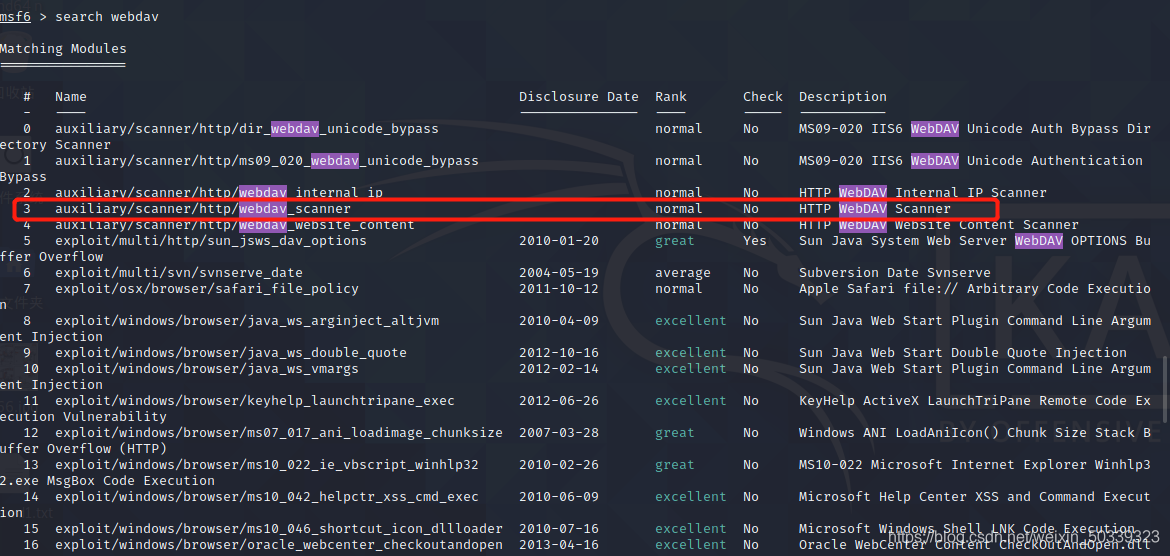 msf6 > search webdav
Matching Modules
================
# Name Disclosure Date Rank Check Description
- ---- --------------- ---- ----- -----------
0 auxiliary/scanner/http/dir_webdav_unicode_bypass normal No MS09-020 IIS6 WebDAV Unicode Auth Bypass Dir
ectory Scanner
1 auxiliary/scanner/http/ms09_020_webdav_unicode_bypass normal No MS09-020 IIS6 WebDAV Unicode Authentication
Bypass
2 auxiliary/scanner/http/webdav_internal_ip normal No HTTP WebDAV Internal IP Scanner
3 auxiliary/scanner/http/webdav_scanner normal No HTTP WebDAV Scanner
4 auxiliary/scanner/http/webdav_website_content normal No HTTP WebDAV Website Content Scanner
5 exploit/multi/http/sun_jsws_dav_options 2010-01-20 great Yes Sun Java System Web Server WebDAV OPTIONS Bu
ffer Overflow
6 exploit/multi/svn/svnserve_date 2004-05-19 average No Subversion Date Svnserve
7 exploit/osx/browser/safari_file_policy 2011-10-12 normal No Apple Safari file:// Arbitrary Code Executio
n
8 exploit/windows/browser/java_ws_arginject_altjvm 2010-04-09 excellent No Sun Java Web Start Plugin Command Line Argum
ent Injection
9 exploit/windows/browser/java_ws_double_quote 2012-10-16 excellent No Sun Java Web Start Double Quote Injection
10 exploit/windows/browser/java_ws_vmargs 2012-02-14 excellent No Sun Java Web Start Plugin Command Line Argum
ent Injection
11 exploit/windows/browser/keyhelp_launchtripane_exec 2012-06-26 excellent No KeyHelp ActiveX LaunchTriPane Remote Code Ex
ecution Vulnerability
12 exploit/windows/browser/ms07_017_ani_loadimage_chunksize 2007-03-28 great No Windows ANI LoadAniIcon() Chunk Size Stack B
uffer Overflow (HTTP)
13 exploit/windows/browser/ms10_022_ie_vbscript_winhlp32 2010-02-26 great No MS10-022 Microsoft Internet Explorer Winhlp3
2.exe MsgBox Code Execution
14 exploit/windows/browser/ms10_042_helpctr_xss_cmd_exec 2010-06-09 excellent No Microsoft Help Center XSS and Command Execut
ion
15 exploit/windows/browser/ms10_046_shortcut_icon_dllloader 2010-07-16 excellent No Microsoft Windows Shell LNK Code Execution
16 exploit/windows/browser/oracle_webcenter_checkoutandopen 2013-04-16 excellent No Oracle WebCenter Content CheckOutAndOpen.dll
https://blog.csdn.net/weixin_50339323